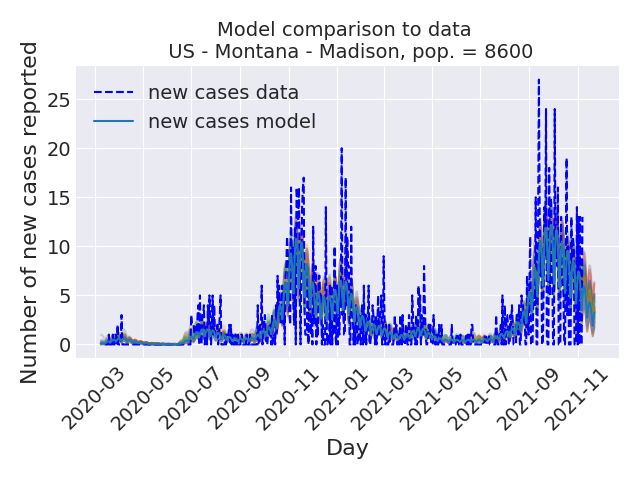 Model comparison to data
US - Montana - Madison, pop. = 8600
Number of new cases reported
25
20
15
10
5
0
new cases data
new cases model
2020-03
2020-05
2020-07
2020-09
2020-11
2021-01
2021-03
2021-05
2021-07
2021-09
2021-11
Day